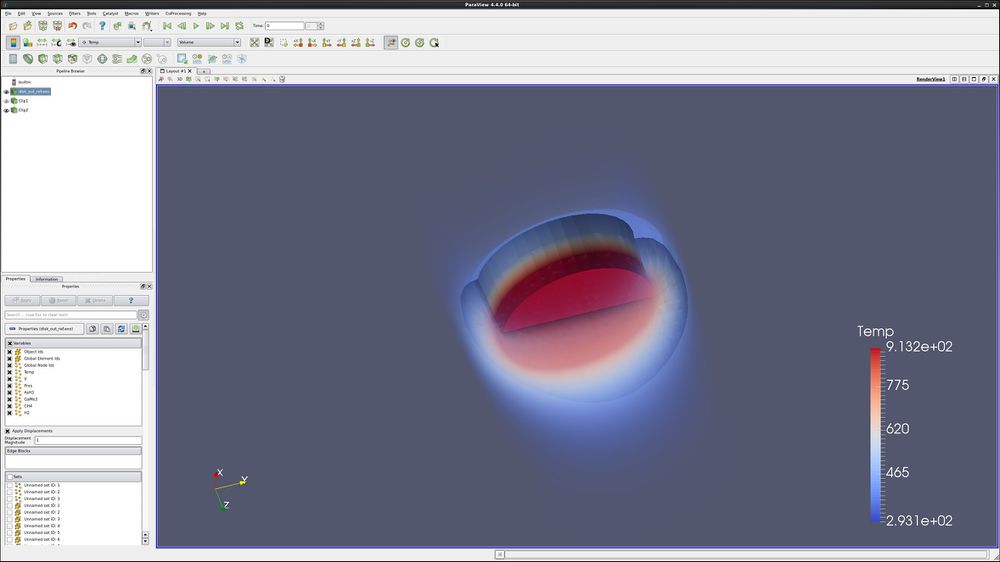 ParaView 4.4.0 64-bit
File Edit View Sources Filters Tools Catalyst Macros Writers CoProcessing Help
Time: 0
Temp
Volume
Pipeline Browser
Layout #1
3D
RenderView1
builtin:
disk_out_ref.ex2
Clip1
Clip2
Properties Information
Properties
Apply Reset Delete ?
Search ... (use Esc to clear text)
Properties (disk_out_ref.ex2)
Variables
Object Ids
Global Element Ids
Global Node Ids
Temp
V
Pres
AsH3
GaMe3
CH4
H2
Apply Displacements
Displacement
Magnitude 1
Edge Blocks
Sets
Unnamed set ID: 1
Unnamed set ID: 2
Unnamed set ID: 3
Unnamed set ID: 1
Unnamed set ID: 2
Unnamed set ID: 3
Unnamed set ID: 4
Unnamed set ID: 5
Unnamed set ID: 6
X
Y
Z
Temp
9.132e+02
775
620
465
2.931e+02